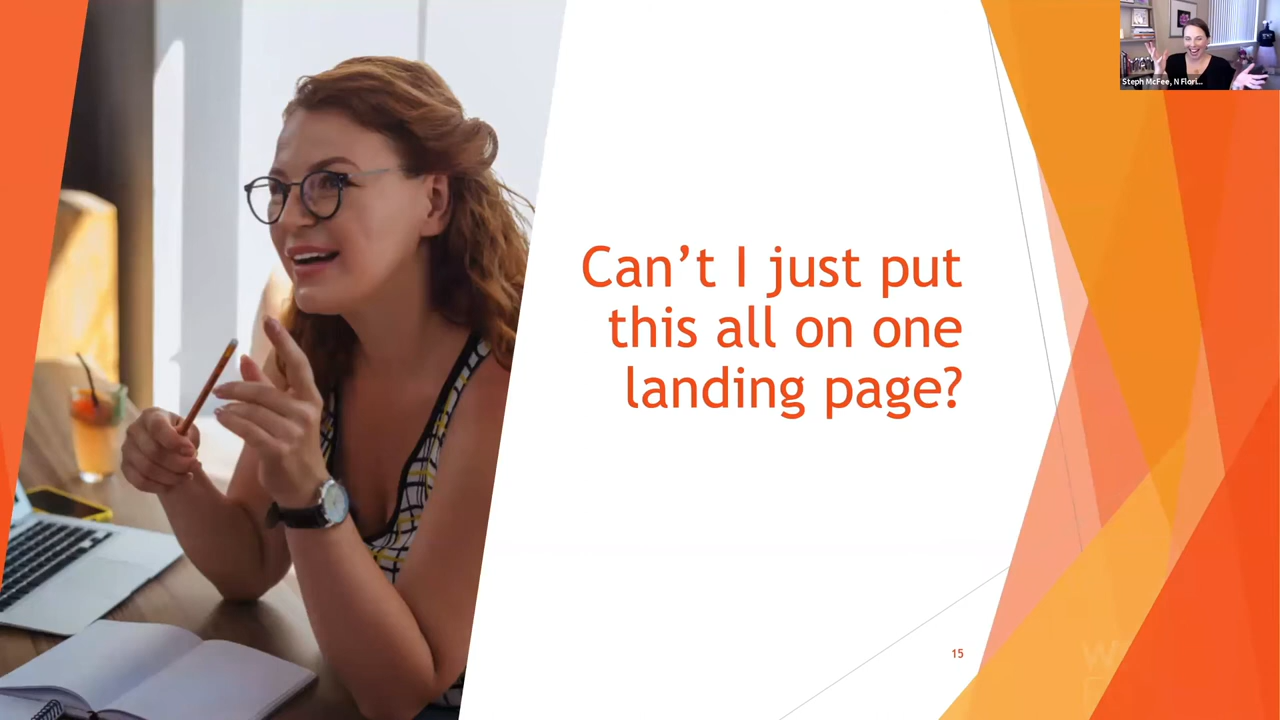 Steph McFee, N Flori...
Can't I just put
this all on one
landing page?
15